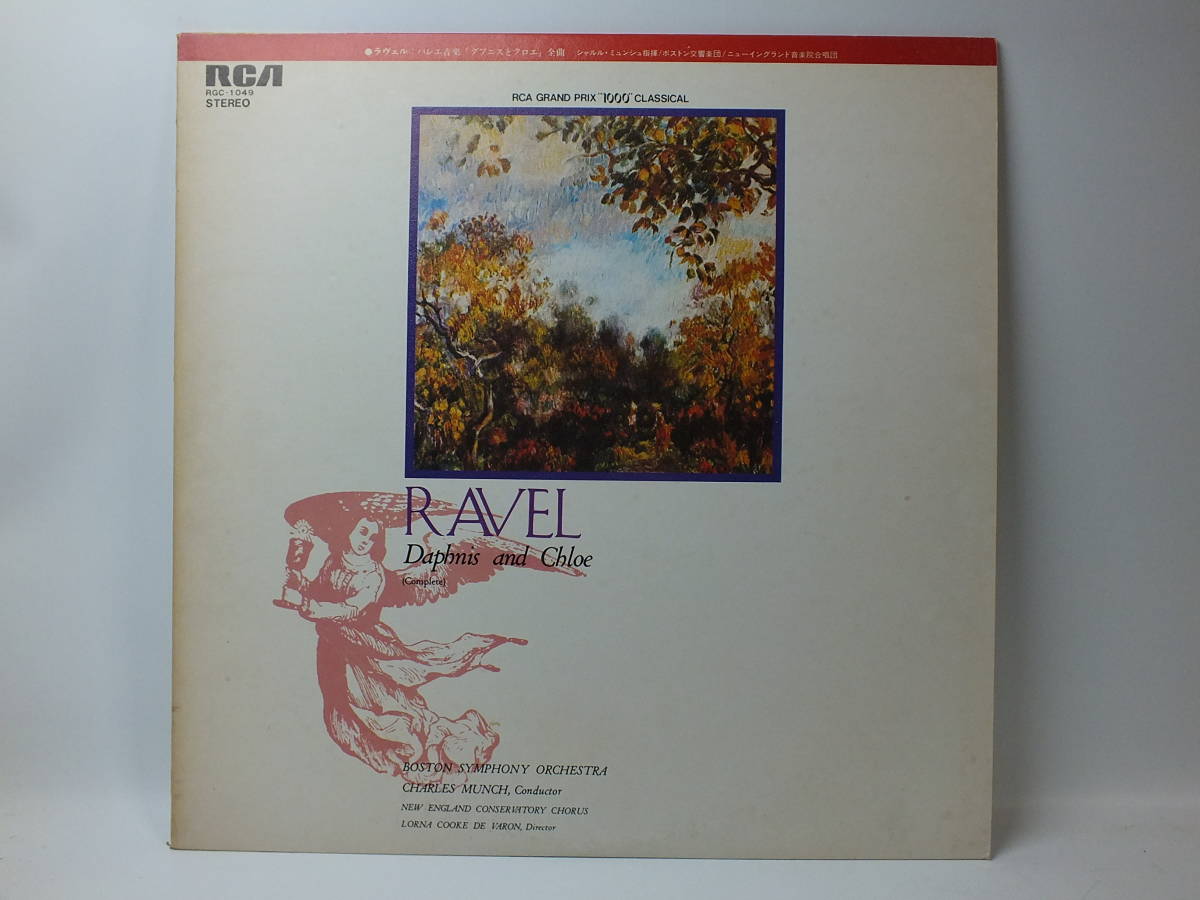 ●ラヴェル：バレエ音楽「ダフニスとクロエ」全曲 シャルル・ミュンシュ指揮/ボストン交響楽団/ニューイングランド音楽院合唱団
RCA
RGC-1049
STEREO
RCA GRAND PRIX "1000" CLASSICAL
RAVEL
Daphnis and Chloe
(Complete)
BOSTON SYMPHONY ORCHESTRA
CHARLES MUNCH, Conductor
NEW ENGLAND CONSERVATORY CHORUS
LORNA COOKE DE VARON, Director